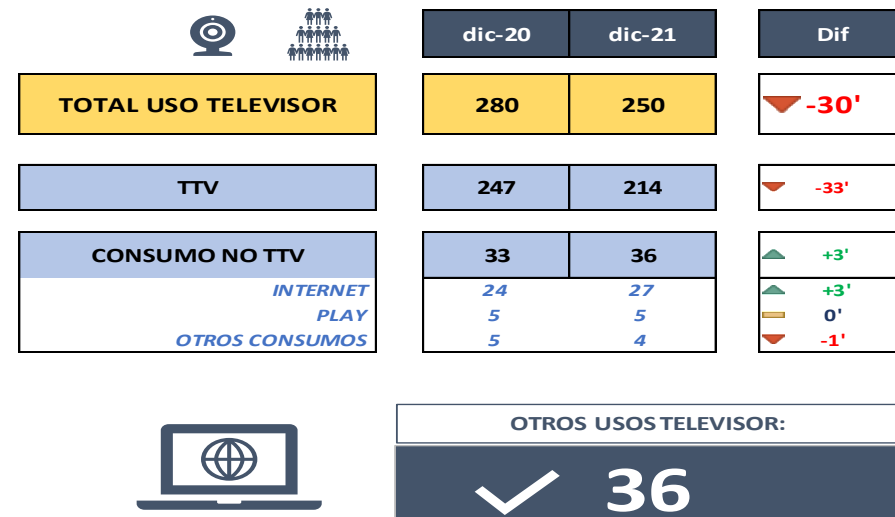 dic-20 dic-21 Dif
TOTAL USO TELEVISOR 280 250 -30'
TTV 247 214 -33'
CONSUMO NO TTV 33 36 +3'
INTERNET 24 27 +3'
PLAY 5 5 0'
OTROS CONSUMOS 5 4 -1'
OTROS USOS TELEVISOR:
36